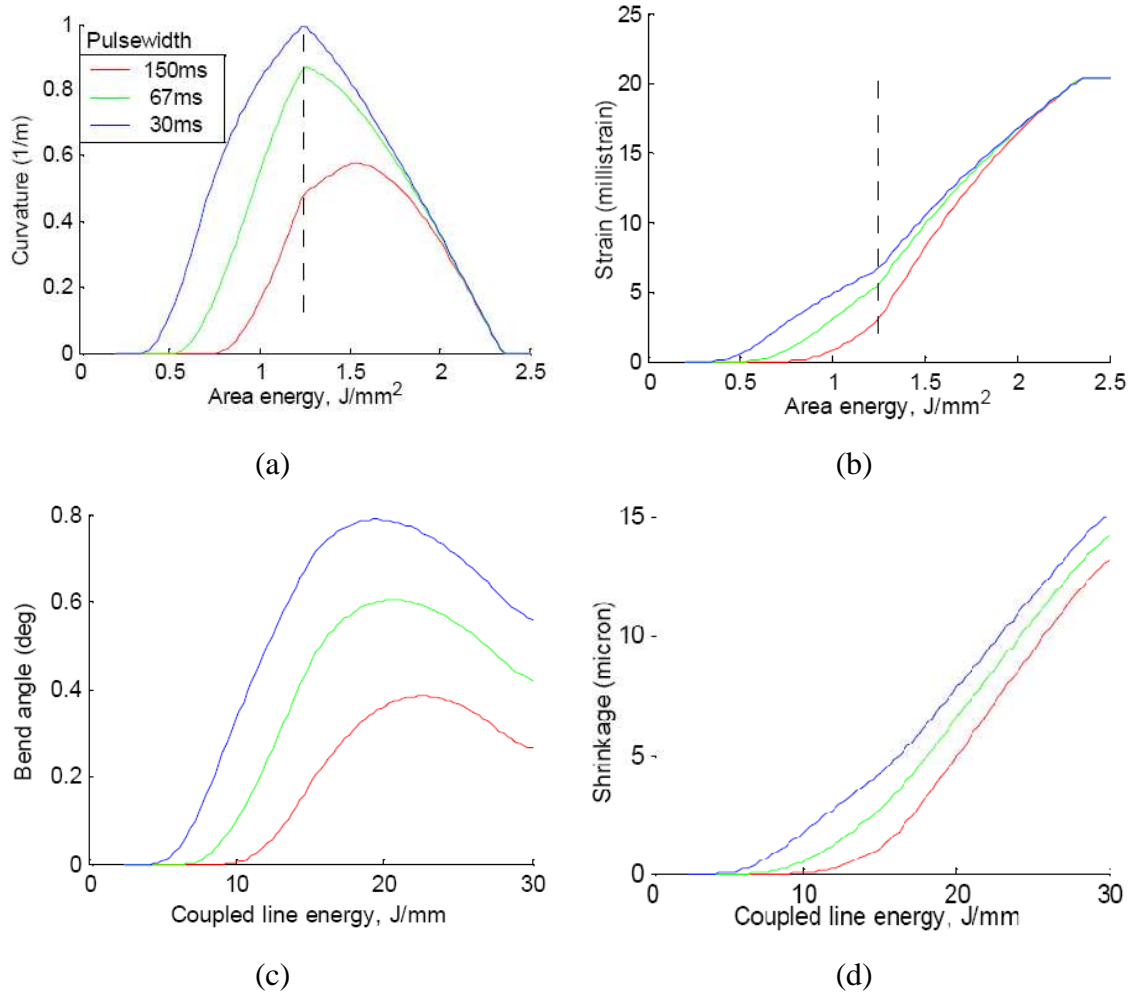 Pulsewidth
150ms
67ms
30ms
Curvature (1/m)
1
0.8
0.6
0.4
0.2
0
0 0.5 1 1.5 2 2.5
Area energy, J/mm²
(a)
Strain (millistrain)
25
20
15
10
5
0
0 0.5 1 1.5 2 2.5
Area energy, J/mm²
(b)
Bend angle (deg)
0.8
0.6
0.4
0.2
0
0 10 20 30
Coupled line energy, J/mm
(c)
Shrinkage (micron)
15
10
5
0
0 10 20 30
Coupled line energy, J/mm
(d)